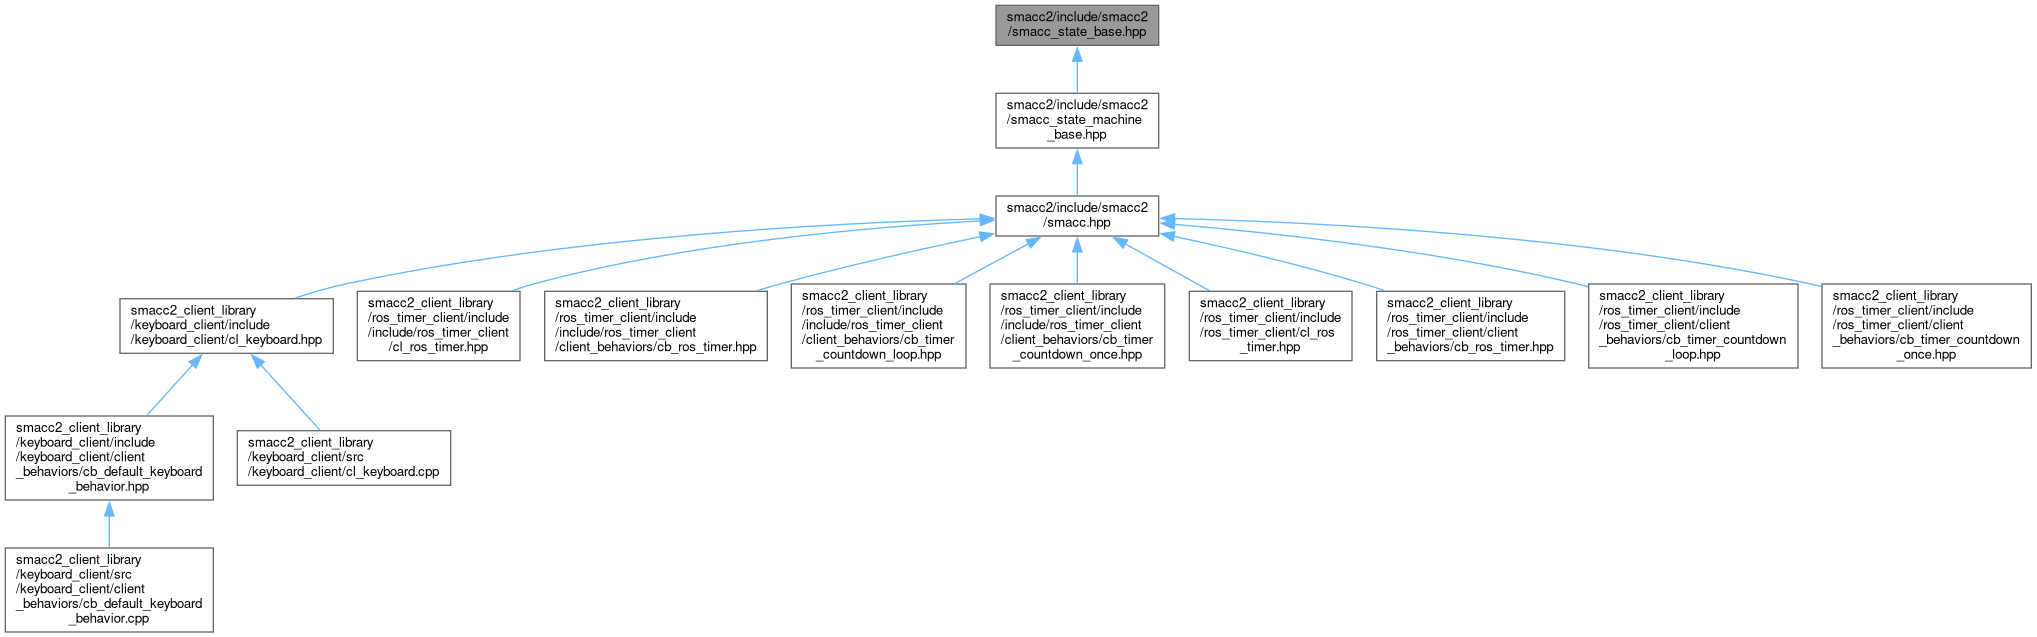 smacc2/include/smacc2
/smacc_state_base.hpp
smacc2/include/smacc2
/smacc_state_machine
_base.hpp
smacc2/include/smacc2
/smacc.hpp
smacc2_client_library
/keyboard_client/include
/keyboard_client/cl_keyboard.hpp
smacc2_client_library
/ros_timer_client/include
/include/ros_timer_client
/cl_ros_timer.hpp
smacc2_client_library
/ros_timer_client/include
/include/ros_timer_client
/client_behaviors/cb_ros_timer.hpp
smacc2_client_library
/ros_timer_client/include
/include/ros_timer_client
/client_behaviors/cb_timer
_countdown_loop.hpp
smacc2_client_library
/ros_timer_client/include
/include/ros_timer_client
/client_behaviors/cb_timer
_countdown_once.hpp
smacc2_client_library
/ros_timer_client/include
/ros_timer_client/cl_ros
_timer.hpp
smacc2_client_library
/ros_timer_client/include
/ros_timer_client/client
_behaviors/cb_ros_timer.hpp
smacc2_client_library
/ros_timer_client/include
/ros_timer_client/client
_behaviors/cb_timer_countdown
_loop.hpp
smacc2_client_library
/ros_timer_client/include
/ros_timer_client/client
_behaviors/cb_timer_countdown
_once.hpp
smacc2_client_library
/keyboard_client/include
/keyboard_client/client
_behaviors/cb_default_keyboard
_behavior.hpp
smacc2_client_library
/keyboard_client/src
/keyboard_client/cl_keyboard.cpp
smacc2_client_library
/keyboard_client/src
/keyboard_client/client
_behaviors/cb_default_keyboard
_behavior.cpp